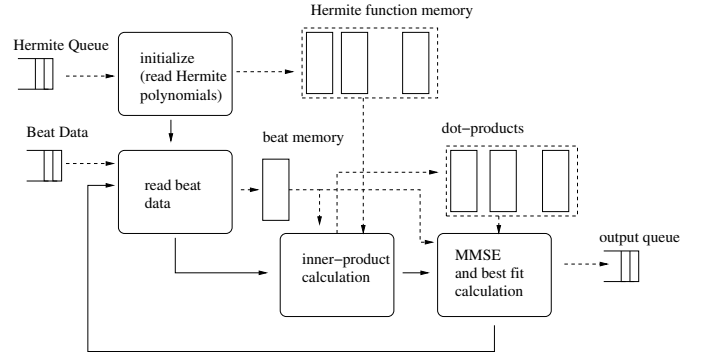 Hermite function memory
Hermite Queue
initialize
(read Hermite
polynomials)
Beat Data
beat memory
dot−products
read beat
data
inner−product
calculation
MMSE
and best fit
calculation
output queue